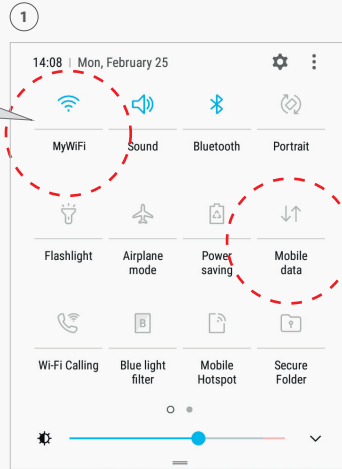 1
14:08 | Mon, February 25
MyWiFi Sound Bluetooth Portrait
Flashlight Airplane mode Power saving Mobile data
B
Wi-Fi Calling Blue light filter Mobile Hotspot Secure Folder